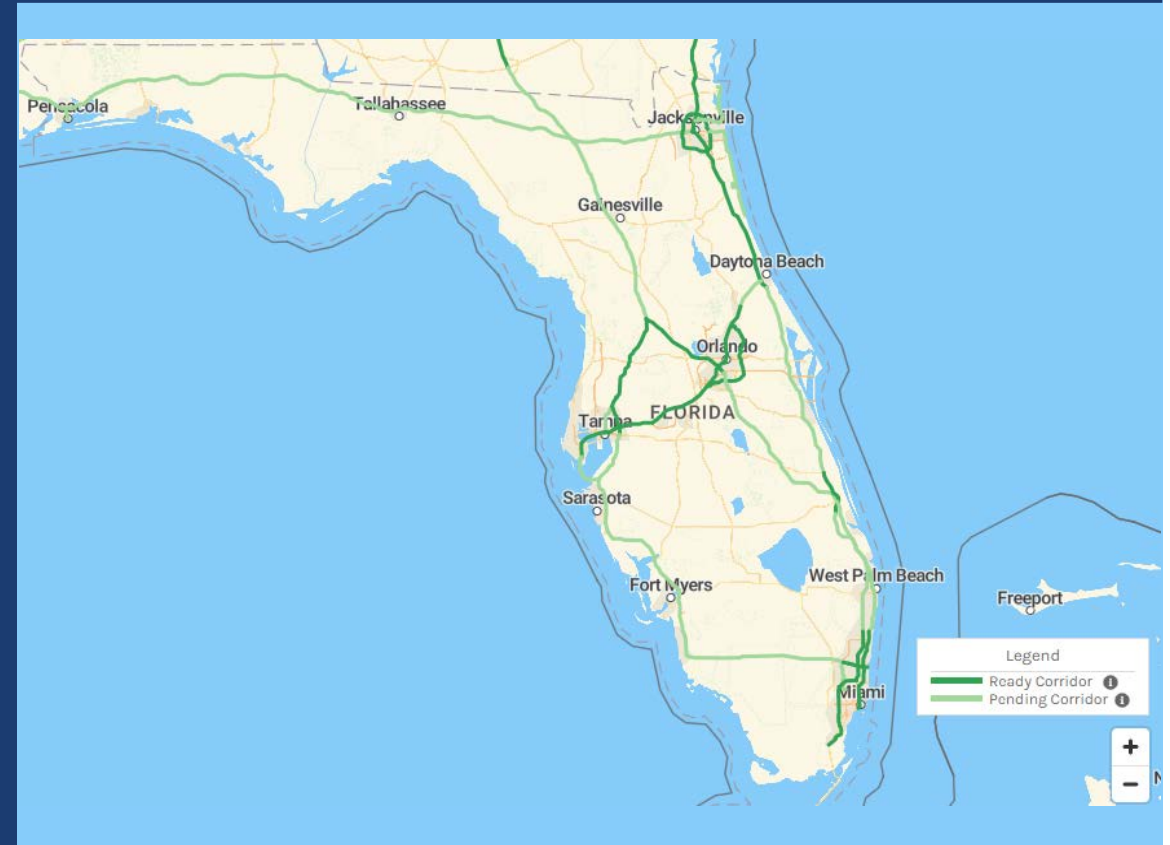 Pensacola
Tallahassee
Jacksonville
Gainesville
Daytona Beach
Orlando
FLORIDA
Tampa
Sarasota
Fort Myers
West Palm Beach
Freeport
Legend
Ready Corridor
Pending Corridor
Miami
+
−
N